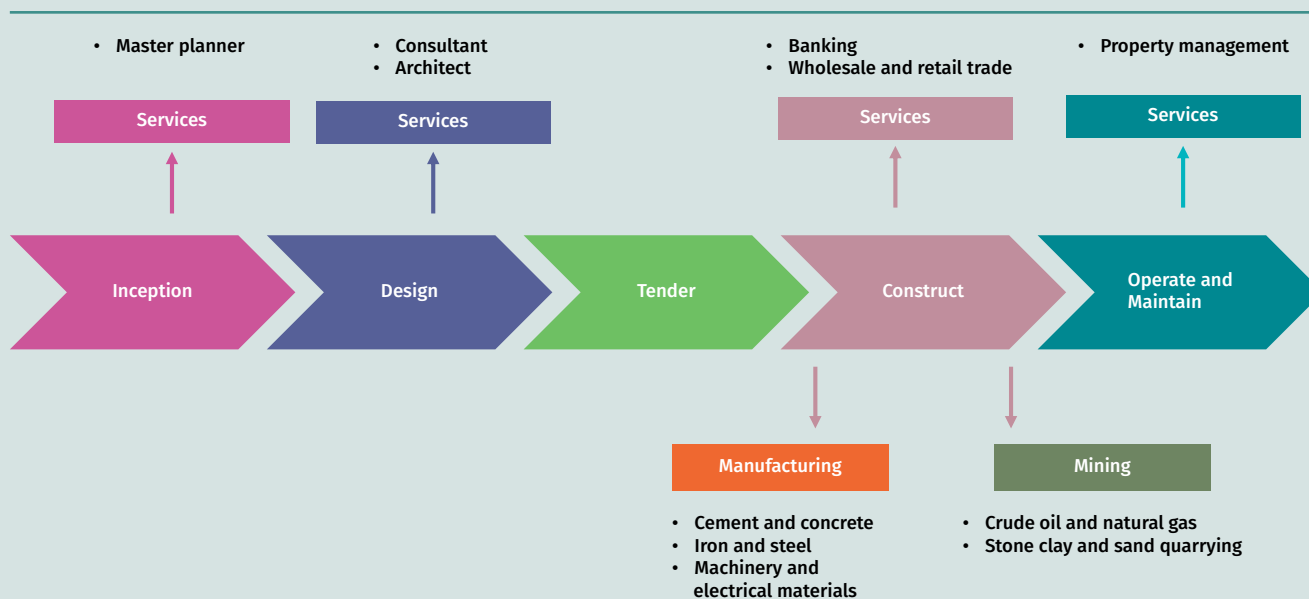 • Master planner
• Consultant
• Architect
• Banking
• Wholesale and retail trade
• Property management
Services
Services
Services
Services
Inception
Design
Tender
Construct
Operate and
Maintain
Manufacturing
Mining
• Cement and concrete
• Iron and steel
• Machinery and
electrical materials
• Crude oil and natural gas
• Stone clay and sand quarrying